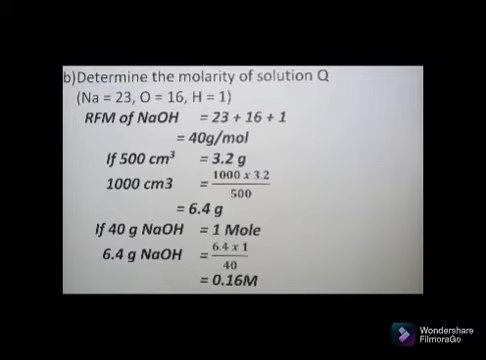 b)Determine the molarity of solution Q
(Na = 23, O = 16, H = 1)
RFM of NaOH = 23 + 16 + 1
= 40g/mol
If 500 cm³ = 3.2 g
1000 cm3 = 1000 x 3.2 / 500
= 6.4 g
If 40 g NaOH = 1 Mole
6.4 g NaOH = 6.4 x 1 / 40
= 0.16M
Wondershare
FilmoraGo